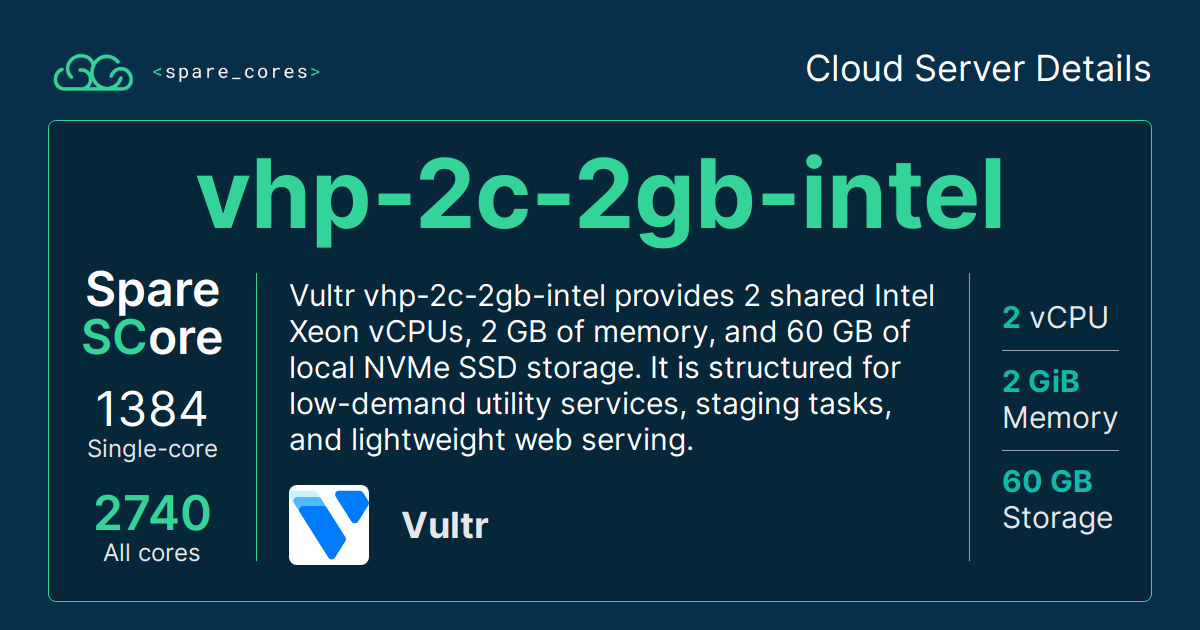 <spare_cores>
Cloud Server Details
vhp-2c-2gb-intel
Spare
SCore
1384
Single-core
2740
All cores
Vultr vhp-2c-2gb-intel provides 2 shared Intel
Xeon vCPUs, 2 GB of memory, and 60 GB of
local NVMe SSD storage. It is structured for
low-demand utility services, staging tasks,
and lightweight web serving.
Vultr
2 vCPU
2 GiB
Memory
60 GB
Storage